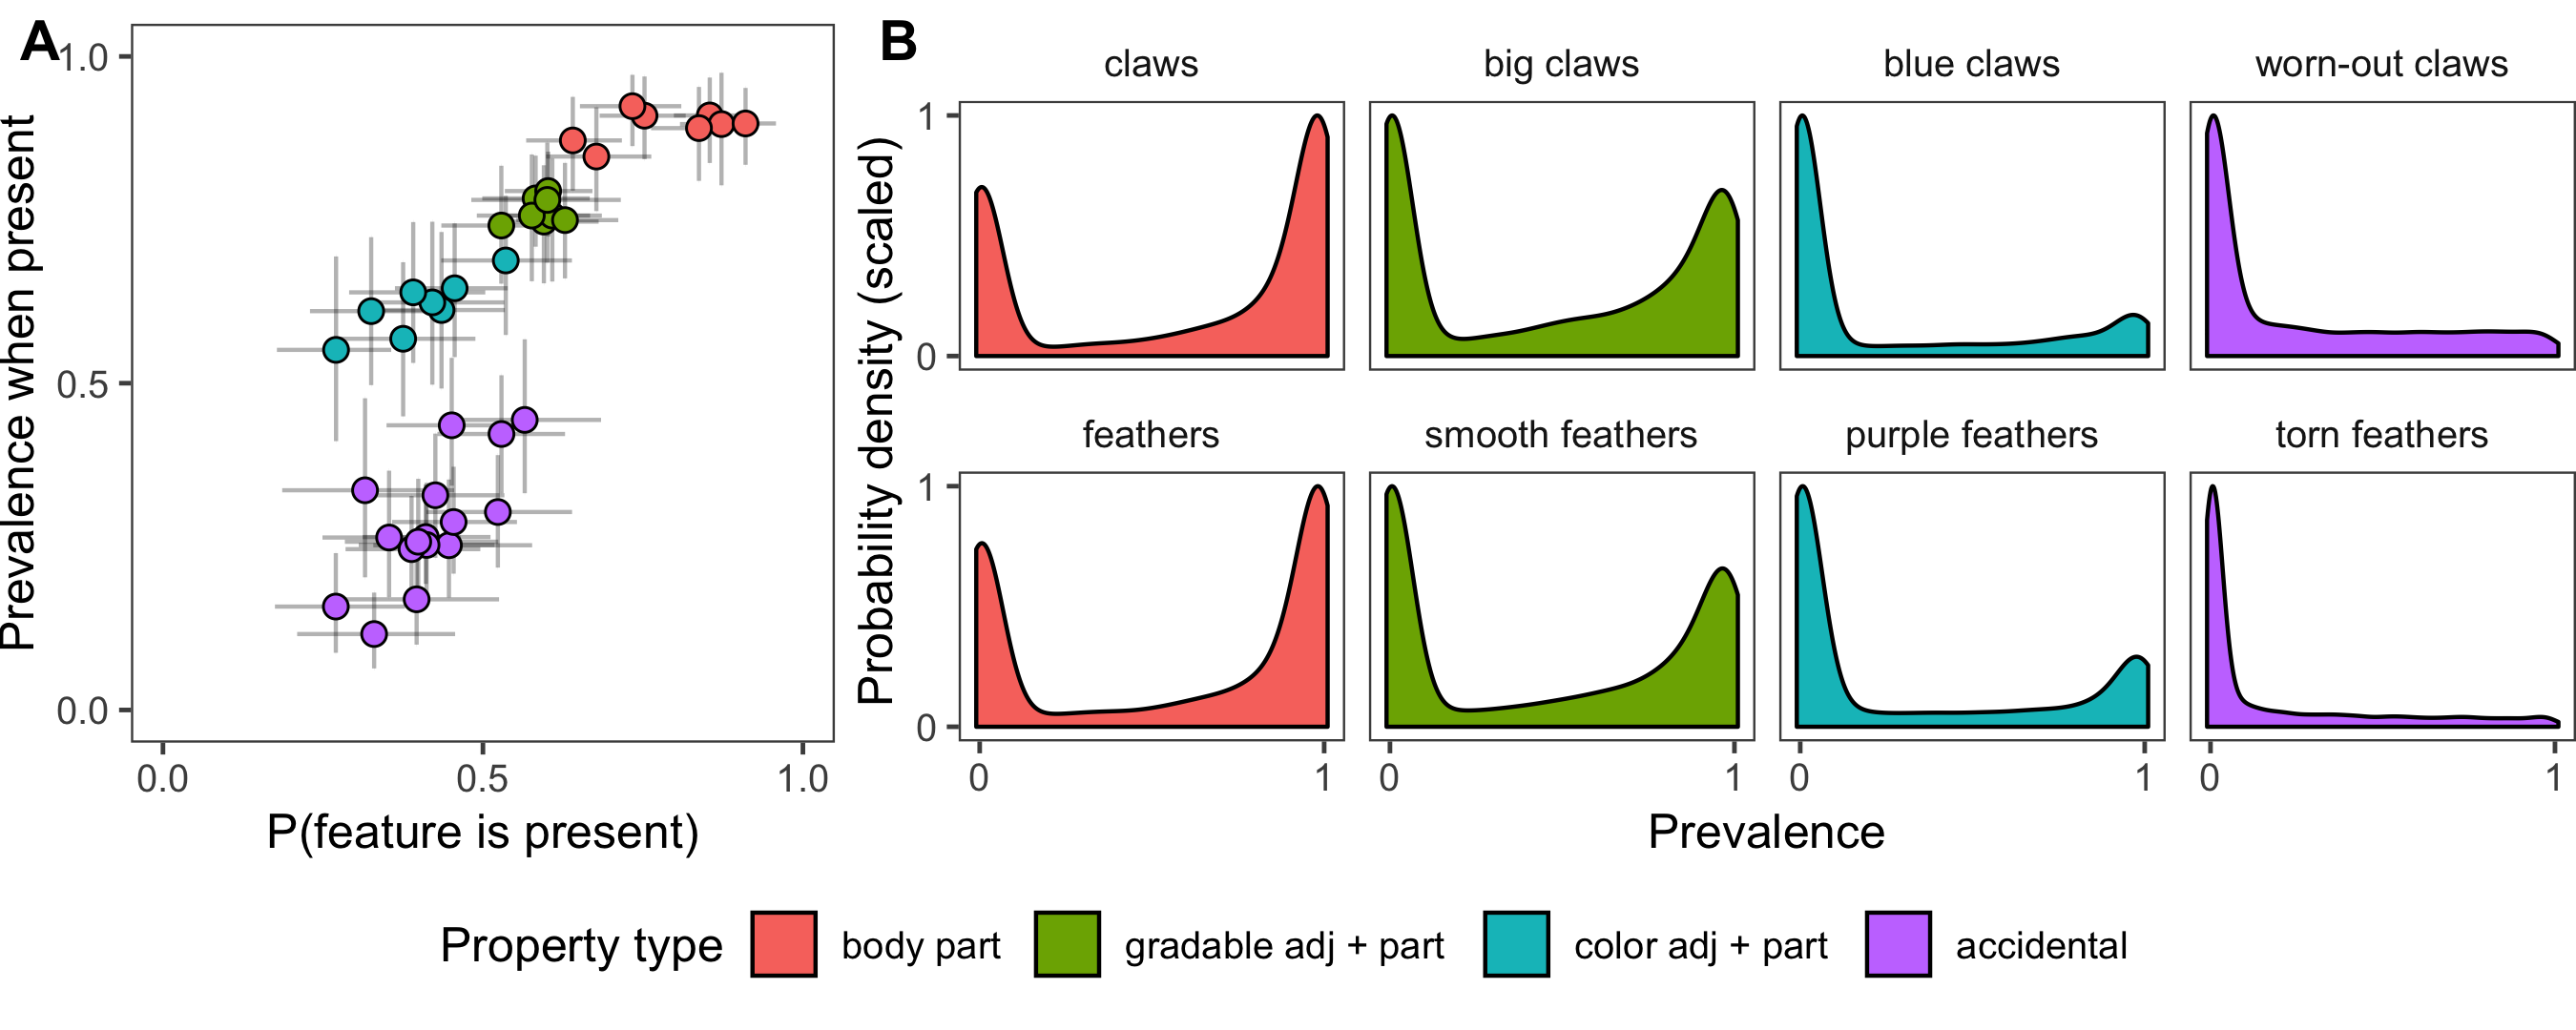 A
1.0
0.5
0.0
0.0 0.5 1.0
Prevalence when present
P(feature is present)
B
claws big claws blue claws worn-out claws
1
0
feathers smooth feathers purple feathers torn feathers
1
0
0 1 0 1 0 1 0 1
Probability density (scaled)
Prevalence
Property type body part gradable adj + part color adj + part accidental